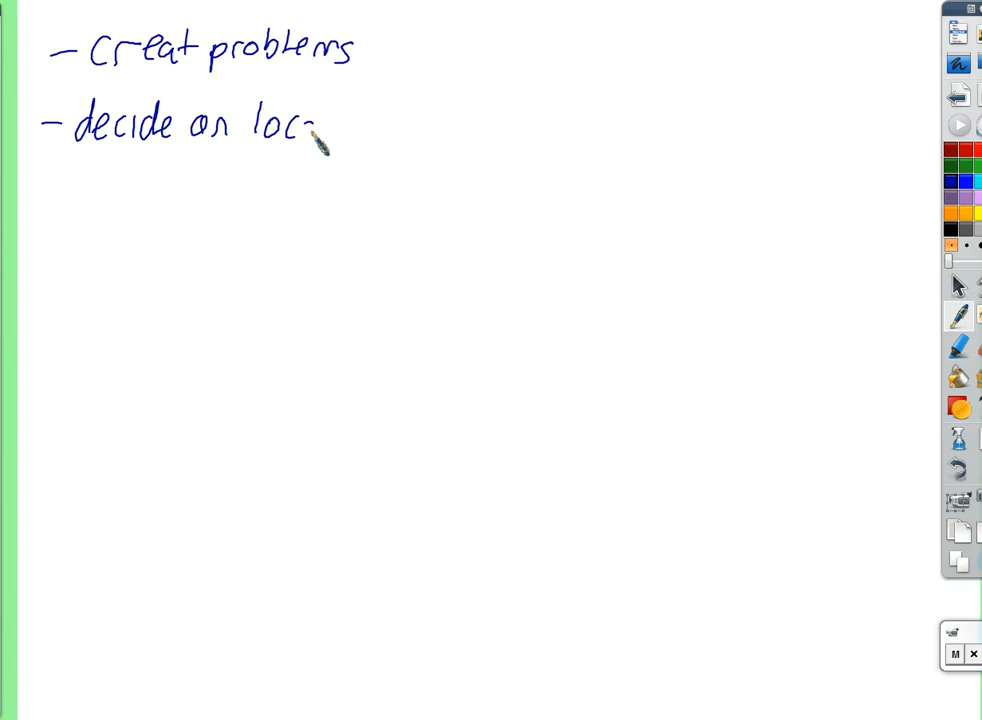 - creat problems
- decide on loc
M x